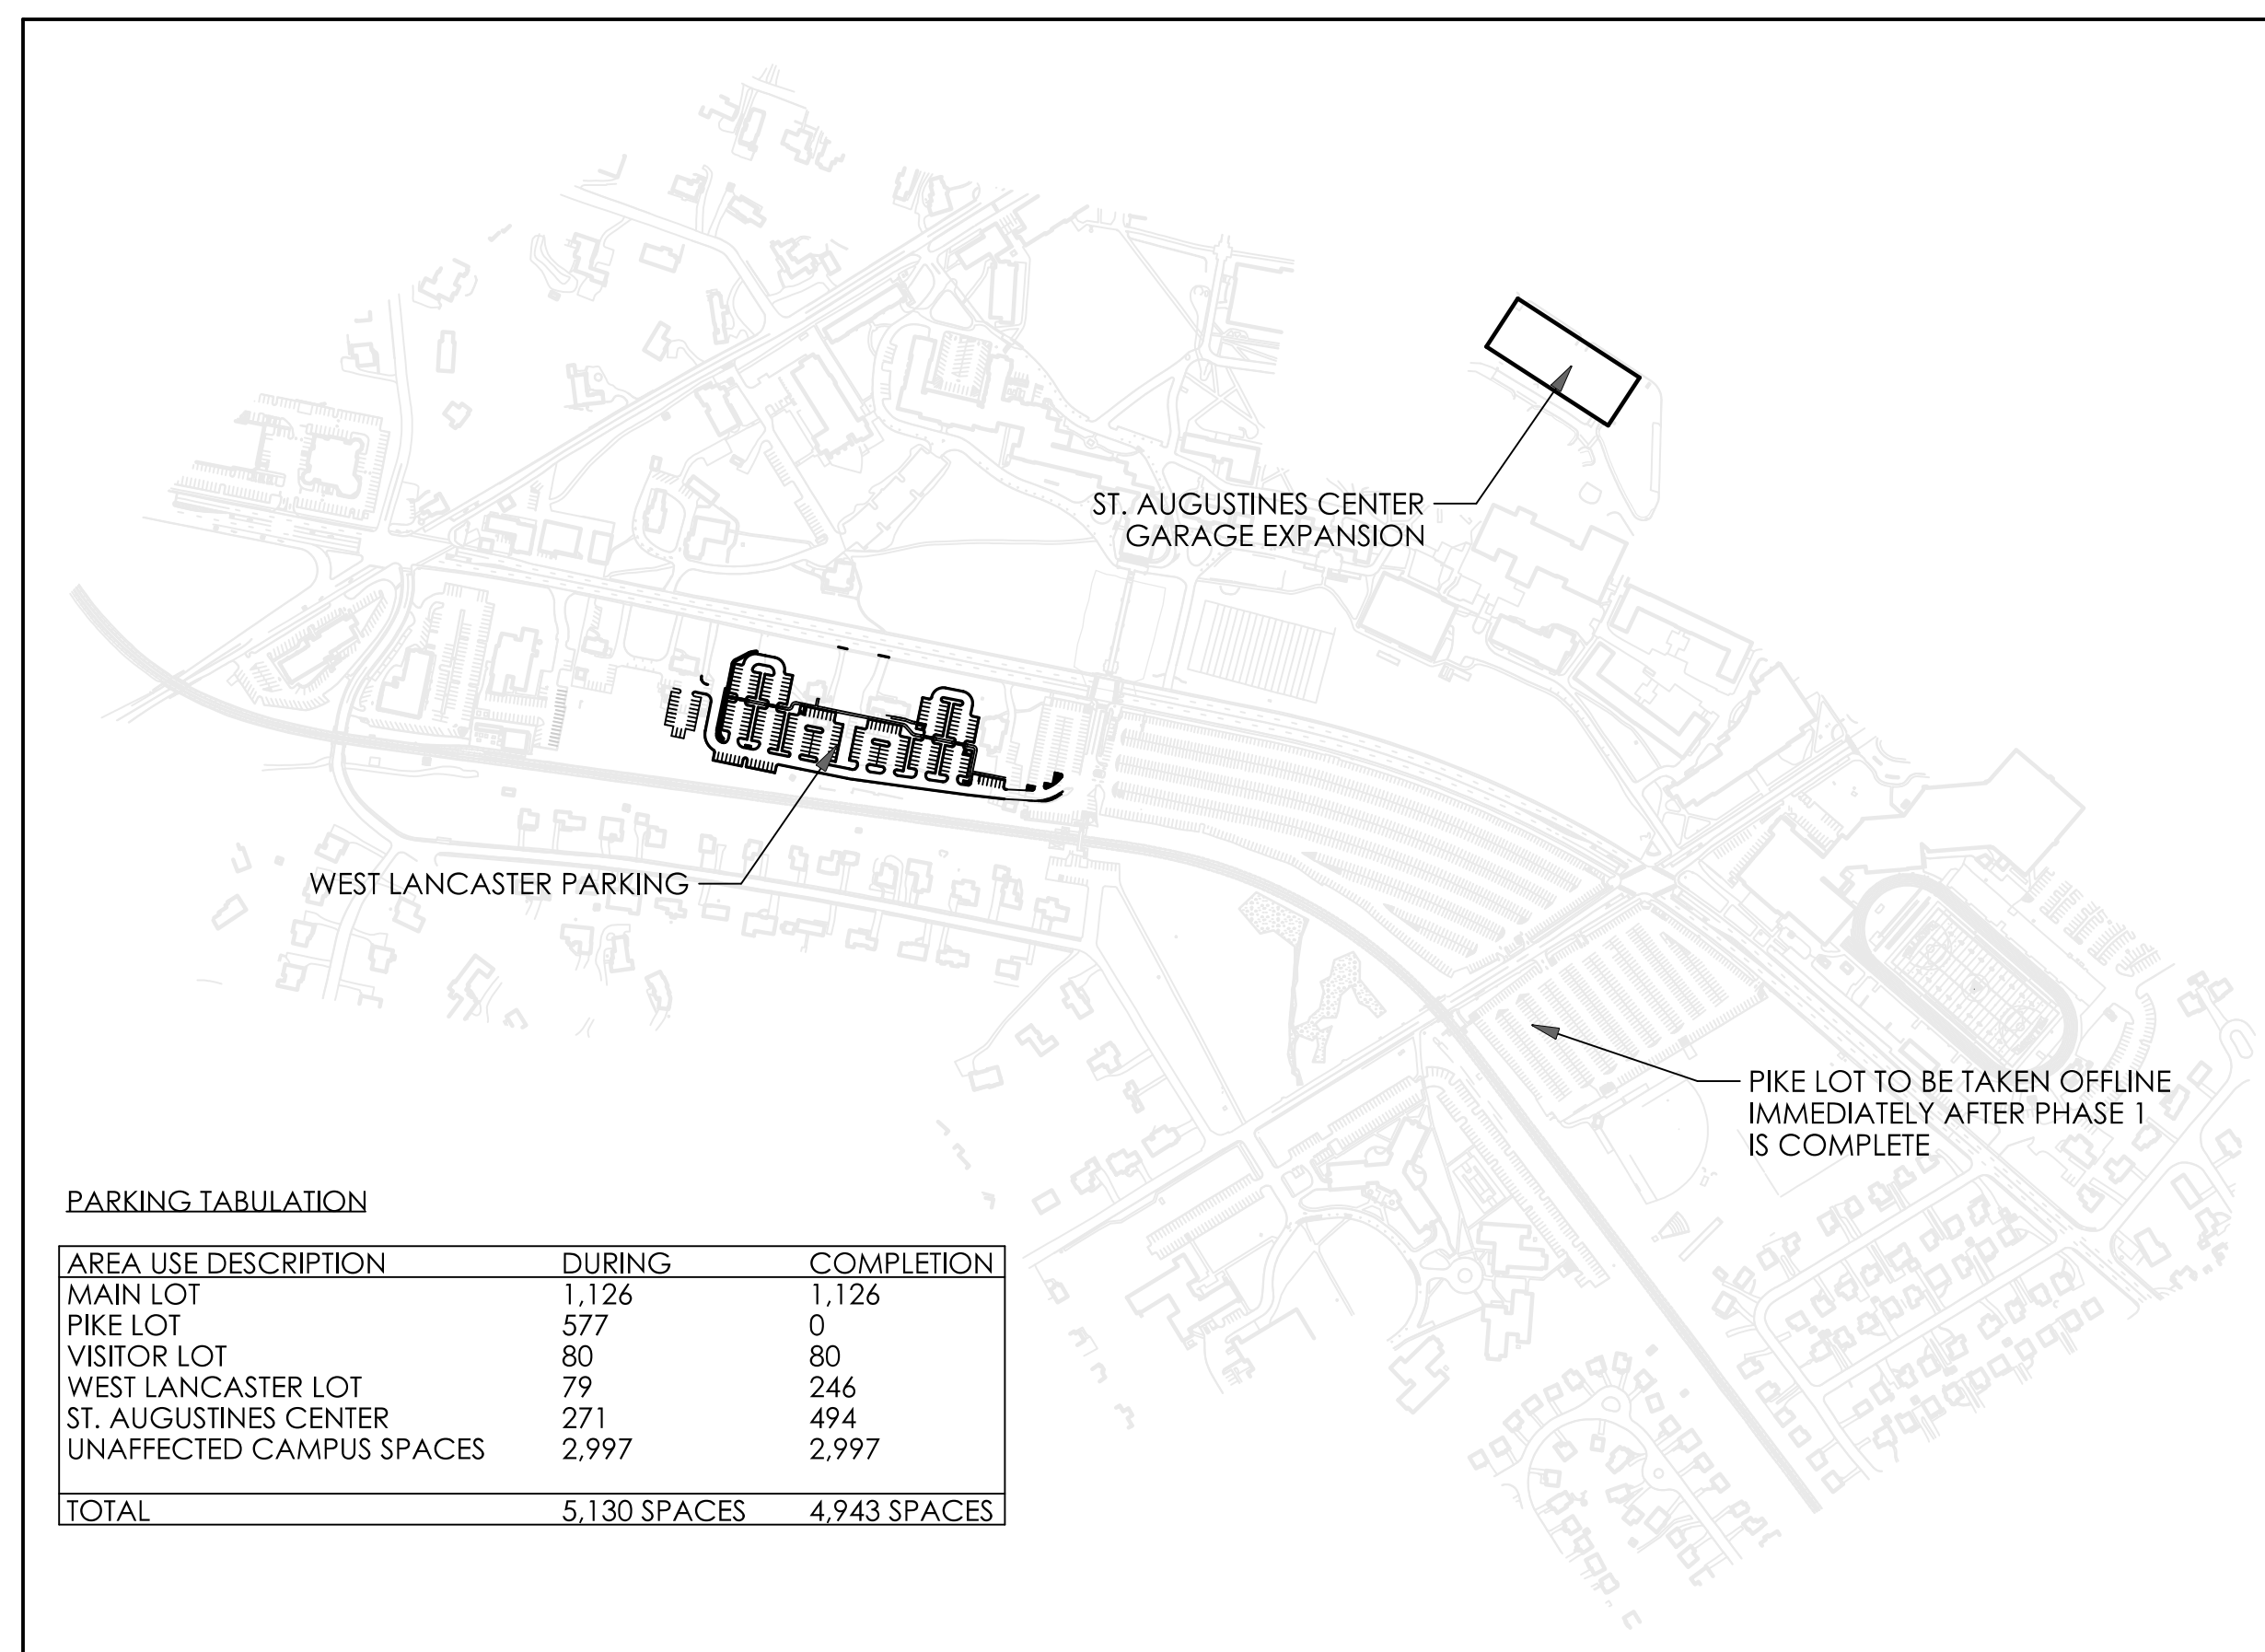 ST. AUGUSTINES CENTER
GARAGE EXPANSION
WEST LANCASTER PARKING
PIKE LOT TO BE TAKEN OFFLINE
IMMEDIATELY AFTER PHASE 1
IS COMPLETE
PARKING TABULATION
AREA USE DESCRIPTION DURING COMPLETION
MAIN LOT 1,126 1,126
PIKE LOT 577 0
VISITOR LOT 80 80
WEST LANCASTER LOT 79 246
ST. AUGUSTINES CENTER 271 494
UNAFFECTED CAMPUS SPACES 2,997 2,997
TOTAL 5,130 SPACES 4,943 SPACES